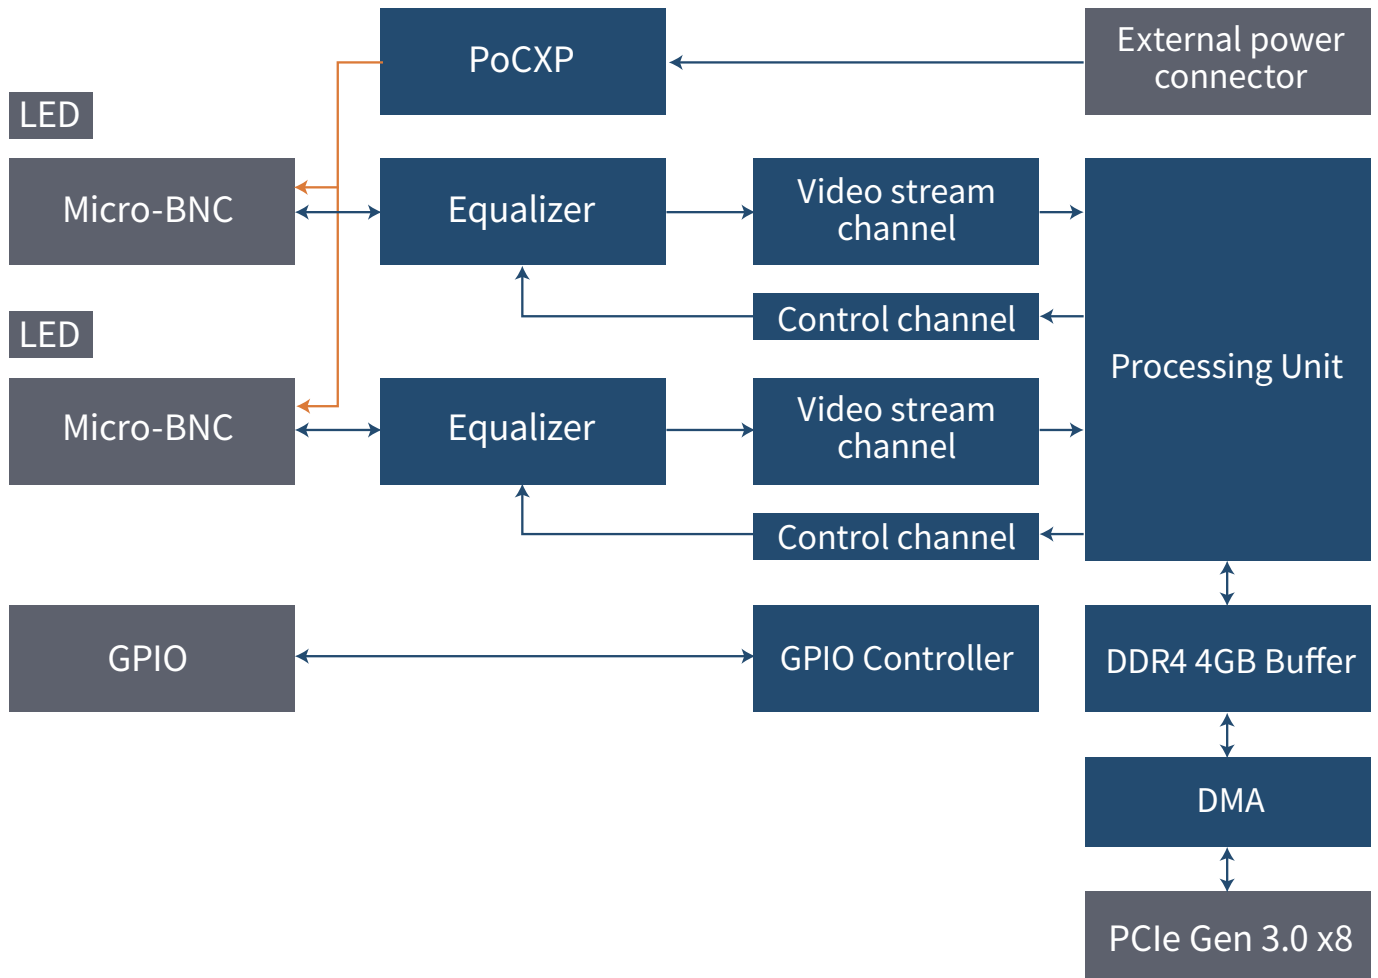 PoCXP
External power
connector
LED
Micro-BNC
Equalizer
Video stream
channel
Control channel
Processing Unit
LED
Micro-BNC
Equalizer
Video stream
channel
Control channel
GPIO
GPIO Controller
DDR4 4GB Buffer
DMA
PCIe Gen 3.0 x8